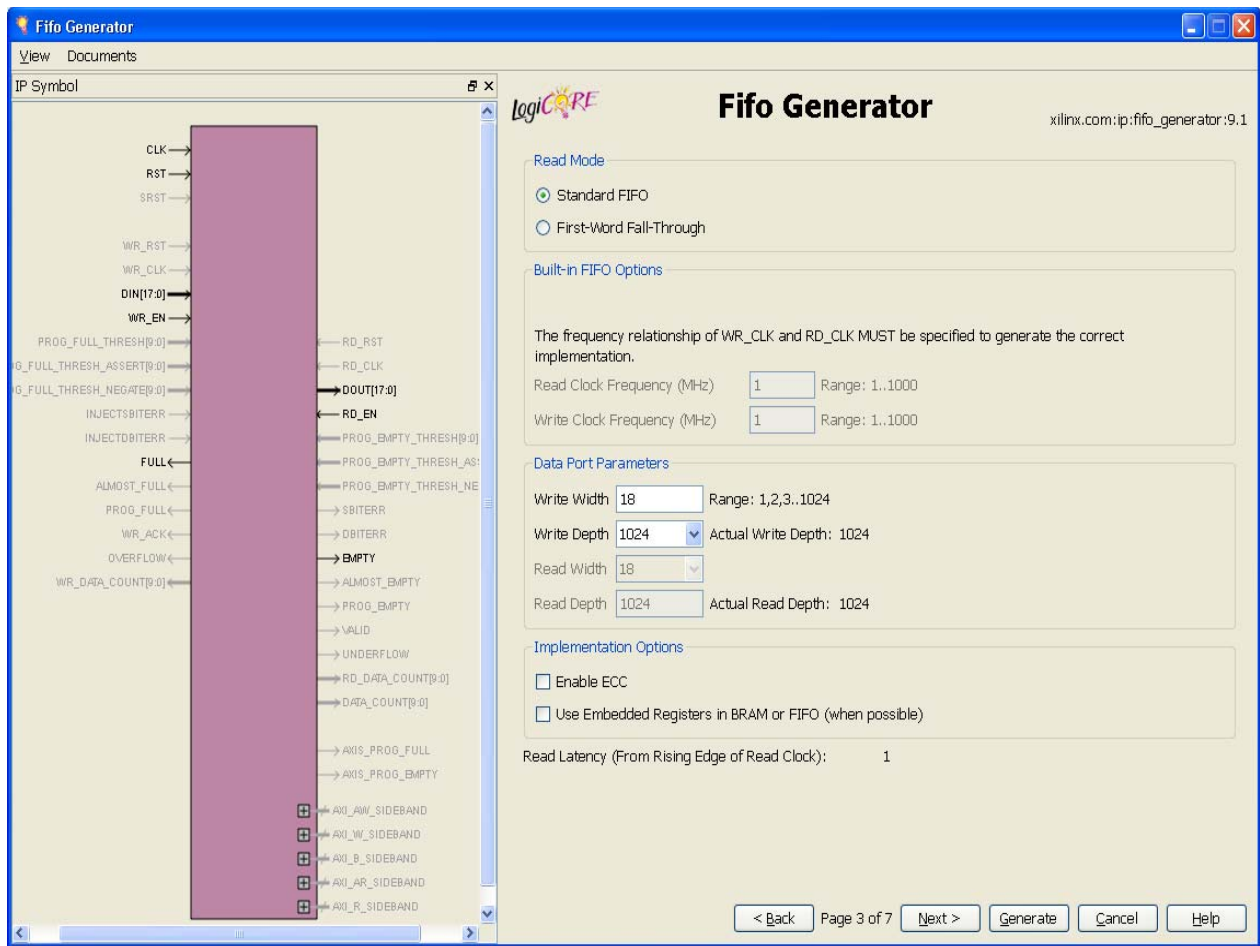 Fifo Generator
View Documents
IP Symbol
CLK
RST
SRST
WR_RST
WR_CLK
DIN[17:0]
WR_EN
PROG_FULL_THRESH[9:0]
G_FULL_THRESH_ASSERT[9:0]
G_FULL_THRESH_NEGATE[9:0]
INJECTSBITERR
INJECTDBITERR
FULL
ALMOST_FULL
PROG_FULL
WR_ACK
OVERFLOW
WR_DATA_COUNT[9:0]
RD_RST
RD_CLK
DOUT[17:0]
RD_EN
PROG_EMPTY_THRESH[9:0]
PROG_EMPTY_THRESH_AS
PROG_EMPTY_THRESH_NE
SBITERR
DBITERR
EMPTY
ALMOST_EMPTY
PROG_EMPTY
VALID
UNDERFLOW
RD_DATA_COUNT[9:0]
DATA_COUNT[9:0]
AXIS_PROG_FULL
AXIS_PROG_EMPTY
AXI_AW_SIDEBAND
AXI_W_SIDEBAND
AXI_B_SIDEBAND
AXI_AR_SIDEBAND
AXI_R_SIDEBAND
LogiCORE
Fifo Generator
xilinx.com:ip:fifo_generator:9.1
Read Mode
Standard FIFO
First-Word Fall-Through
Built-in FIFO Options
The frequency relationship of WR_CLK and RD_CLK MUST be specified to generate the correct
implementation.
Read Clock Frequency (MHz) 1 Range: 1..1000
Write Clock Frequency (MHz) 1 Range: 1..1000
Data Port Parameters
Write Width 18 Range: 1,2,3..1024
Write Depth 1024 Actual Write Depth: 1024
Read Width 18
Read Depth 1024 Actual Read Depth: 1024
Implementation Options
Enable ECC
Use Embedded Registers in BRAM or FIFO (when possible)
Read Latency (From Rising Edge of Read Clock): 1
< Back Page 3 of 7 Next > Generate Cancel Help